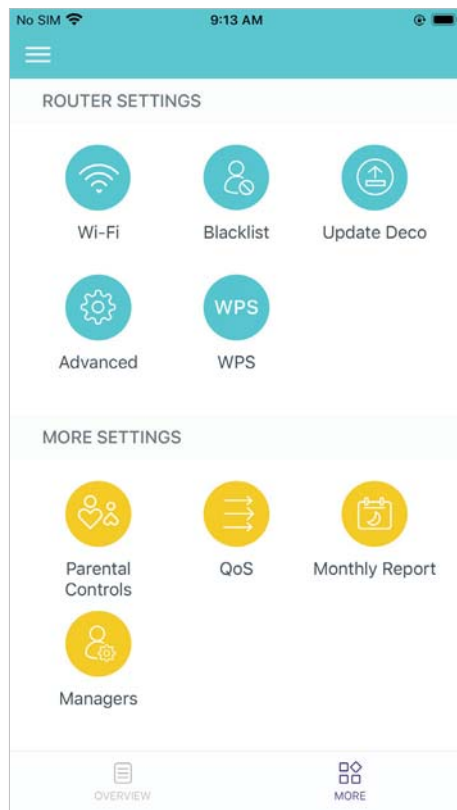 No SIM 9:13 AM
ROUTER SETTINGS
Wi-Fi Blacklist Update Deco
WPS
Advanced WPS
MORE SETTINGS
Parental Controls QoS Monthly Report
Managers
OVERVIEW MORE